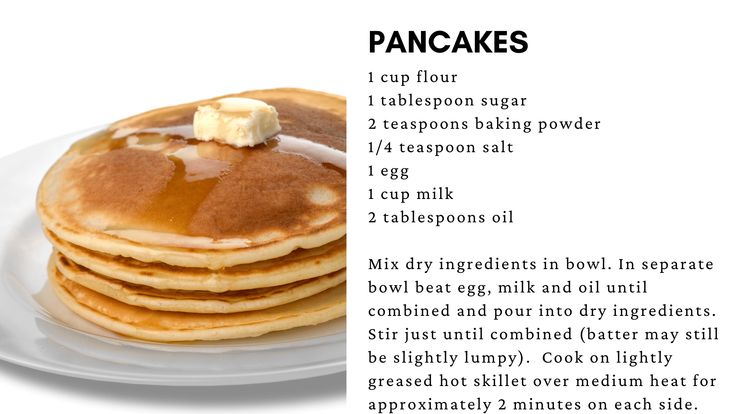 PANCAKES
1 cup flour
1 tablespoon sugar
2 teaspoons baking powder
1/4 teaspoon salt
1 egg
1 cup milk
2 tablespoons oil
Mix dry ingredients in bowl. In separate
bowl beat egg, milk and oil until
combined and pour into dry ingredients.
Stir just until combined (batter may still
be slightly lumpy).  Cook on lightly
greased hot skillet over medium heat for
approximately 2 minutes on each side.